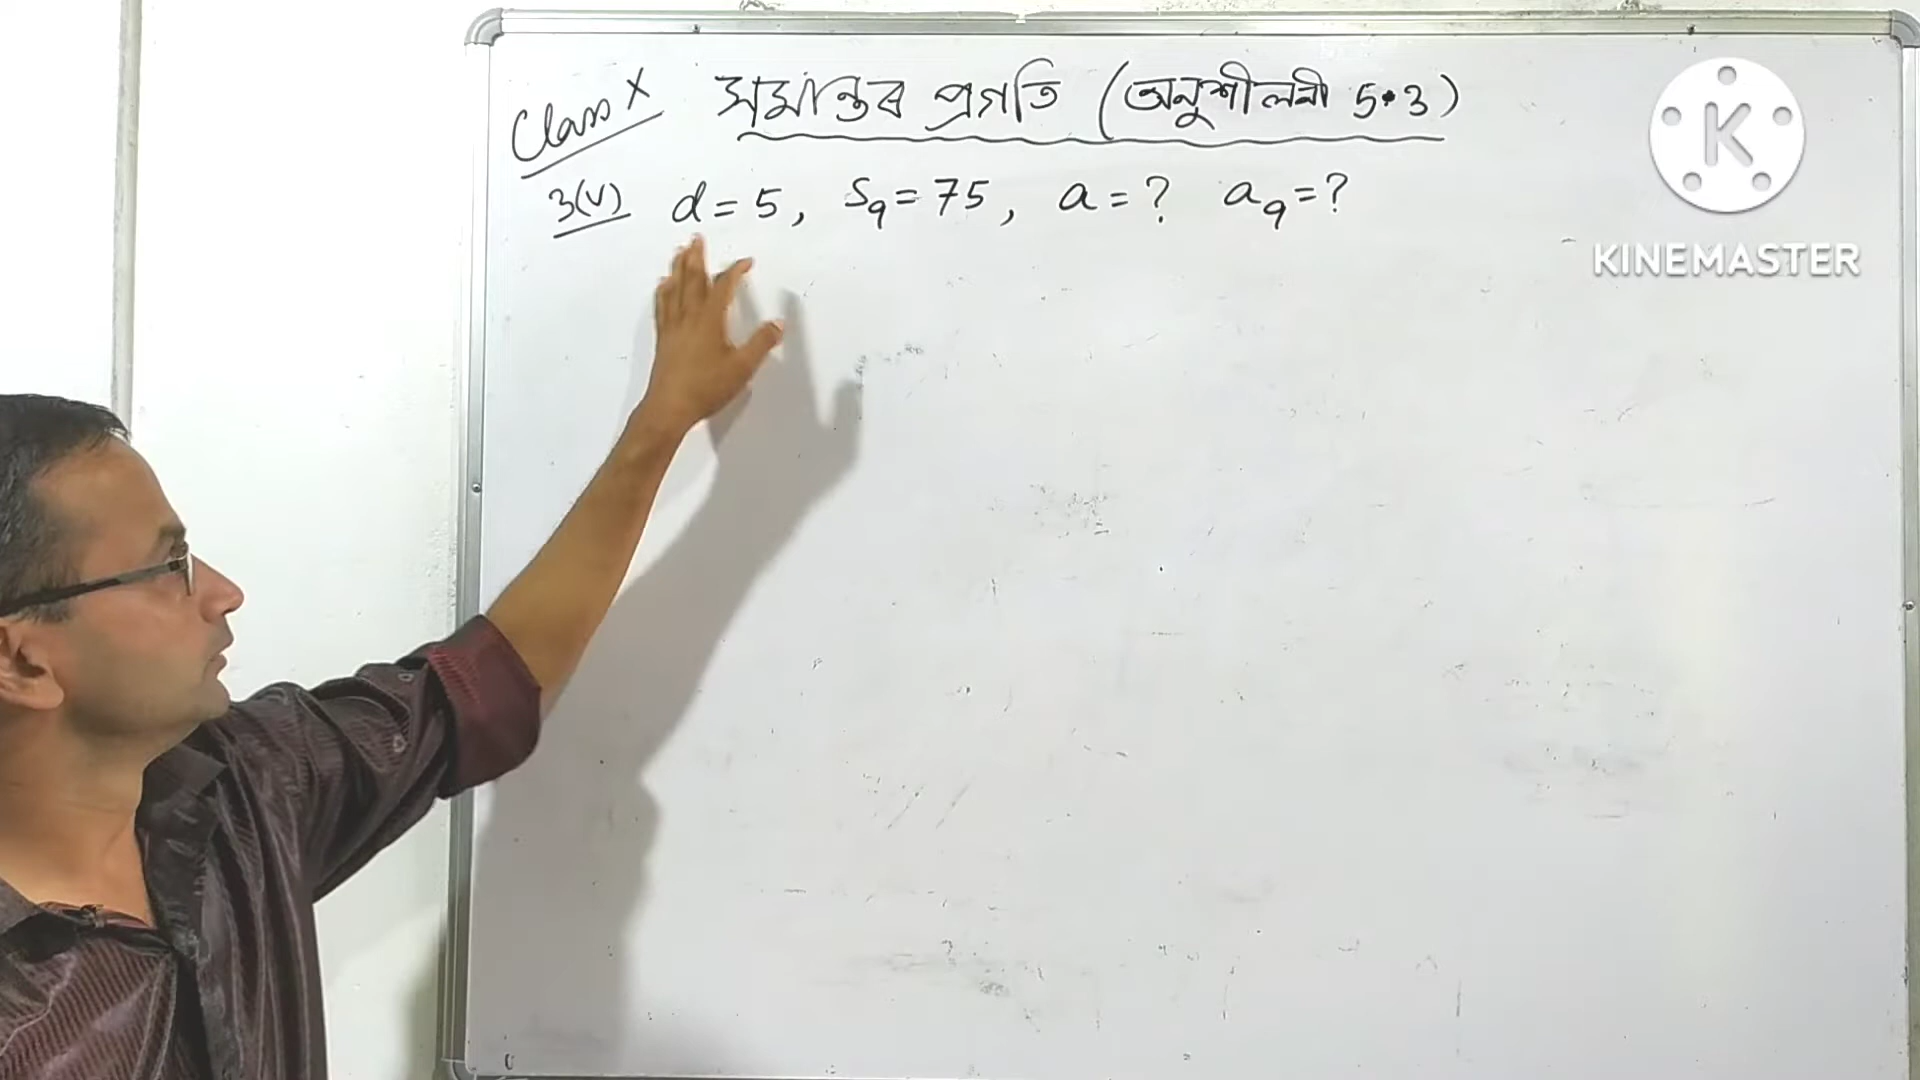 Class X
সমান্তৰ প্ৰগতি (অনুশীলনী 5.3)
3(v) d = 5, S₉ = 75, a = ? a₉ = ?
K
KINEMASTER